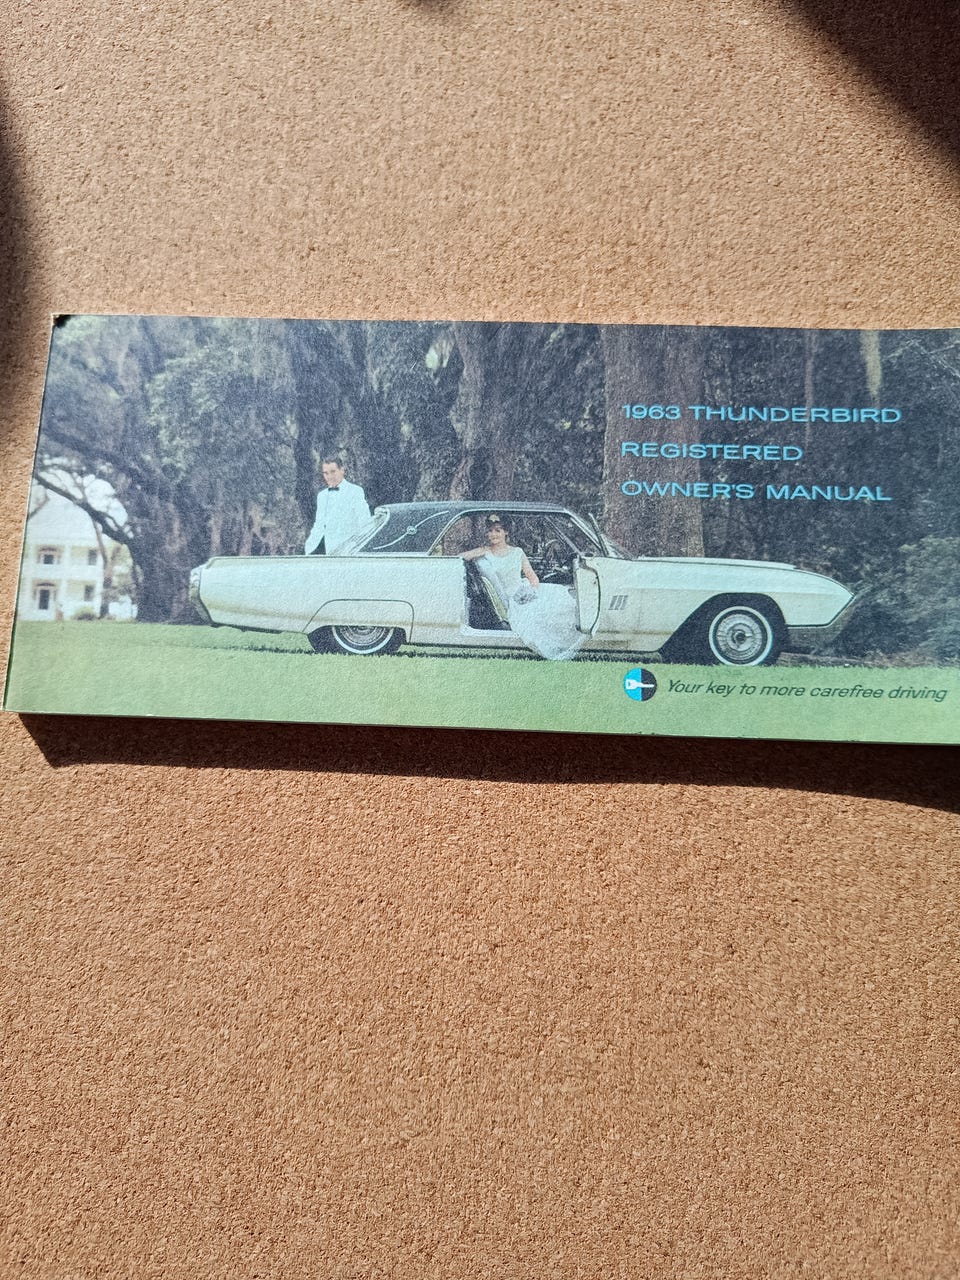 1963 THUNDERBIRD
REGISTERED
OWNER'S MANUAL
Your key to more carefree driving